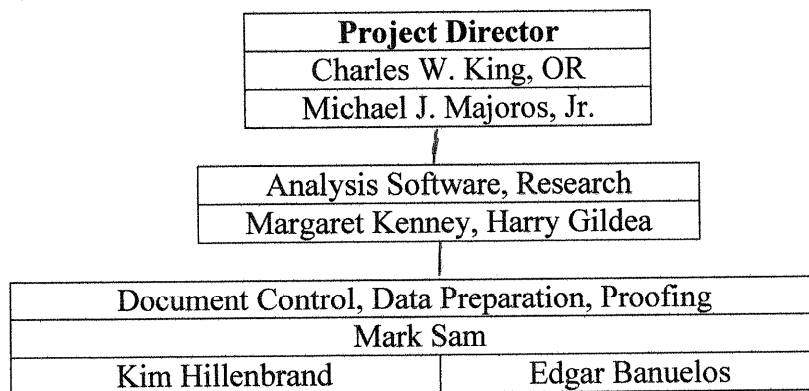 Project Director
Charles W. King, OR
Michael J. Majoros, Jr.
Analysis Software, Research
Margaret Kenney, Harry Gildea
Document Control, Data Preparation, Proofing
Mark Sam
Kim Hillenbrand Edgar Banuelos